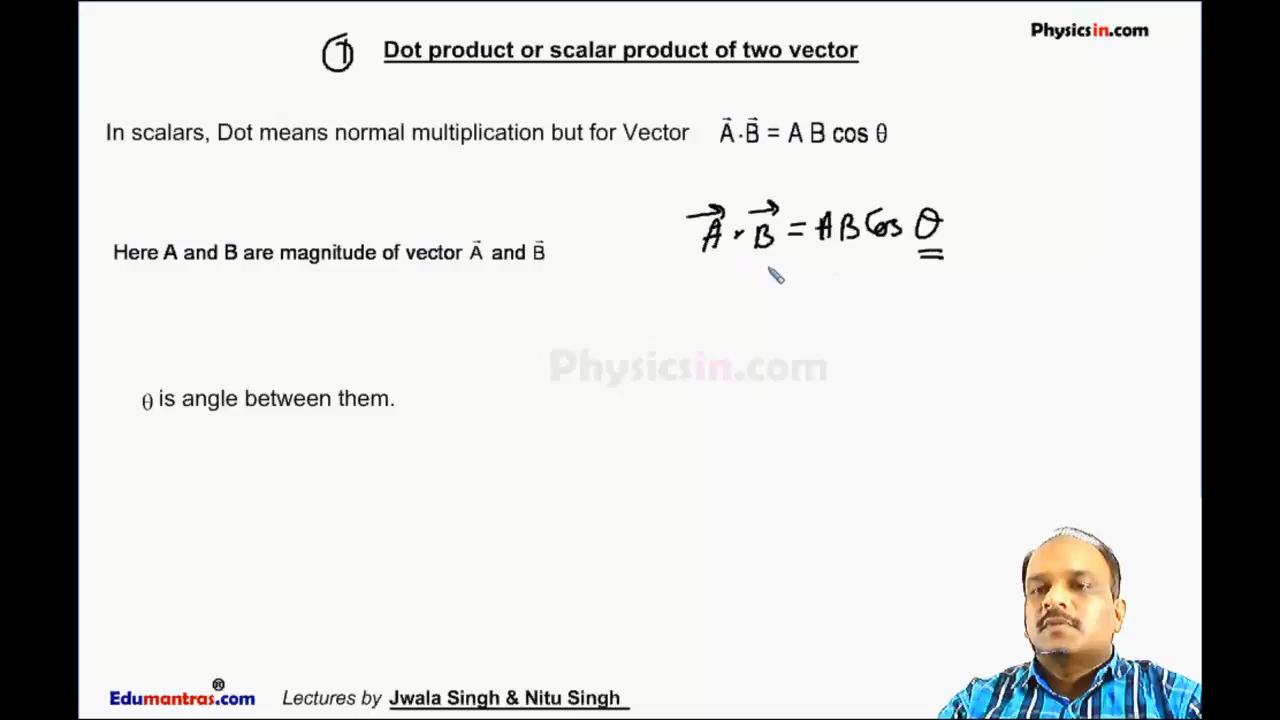 Physicsin.com
7 Dot product or scalar product of two vector
In scalars, Dot means normal multiplication but for Vector A⃗ · B⃗ = A B cos θ
A⃗ · B⃗ = A B Cos θ
Here A and B are magnitude of vector A⃗ and B⃗
Physicsin.com
θ is angle between them.
Edumantras.com® Lectures by Jwala Singh & Nitu Singh